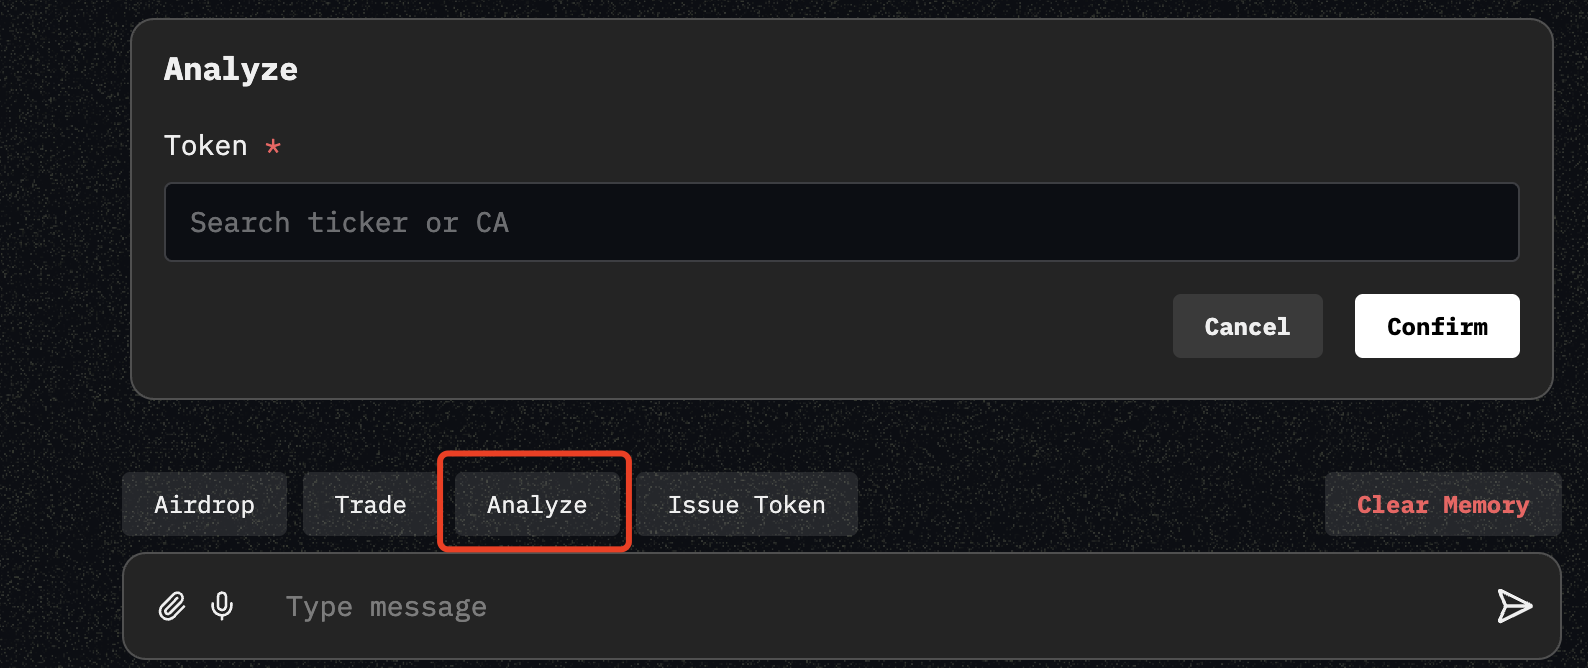 Analyze
Token *
Search ticker or CA
Cancel Confirm
Airdrop Trade Analyze Issue Token Clear Memory
Type message